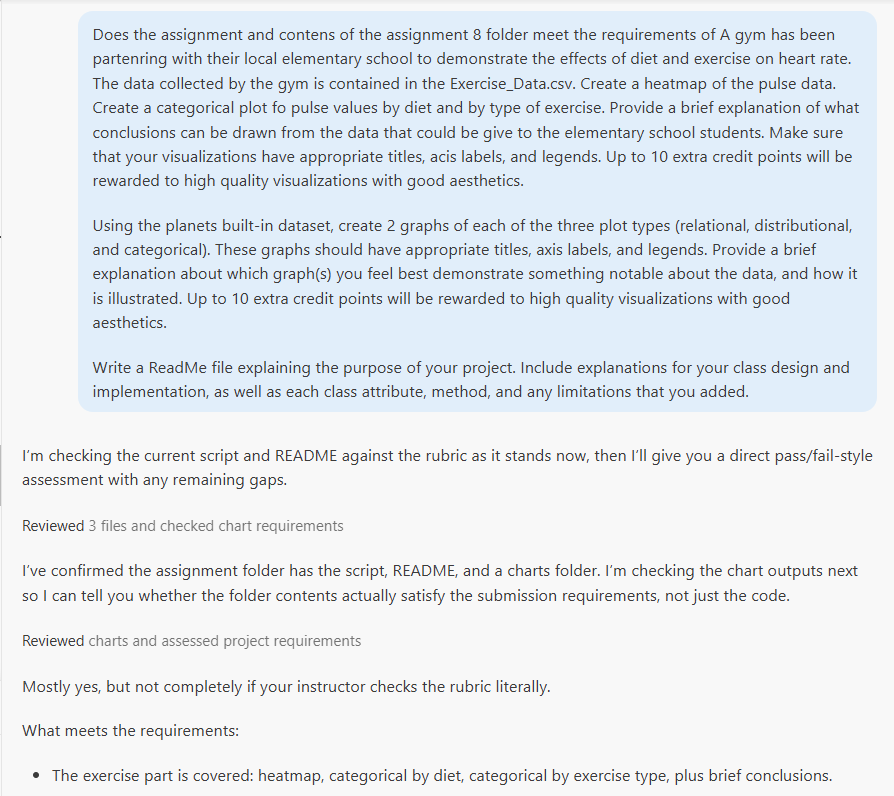 Does the assignment and contens of the assignment 8 folder meet the requirements of A gym has been
partenring with their local elementary school to demonstrate the effects of diet and exercise on heart rate.
The data collected by the gym is contained in the Exercise_Data.csv. Create a heatmap of the pulse data.
Create a categorical plot fo pulse values by diet and by type of exercise. Provide a brief explanation of what
conclusions can be drawn from the data that could be give to the elementary school students. Make sure
that your visualizations have appropriate titles, acis labels, and legends. Up to 10 extra credit points will be
rewarded to high quality visualizations with good aesthetics.
Using the planets built-in dataset, create 2 graphs of each of the three plot types (relational, distributional,
and categorical). These graphs should have appropriate titles, axis labels, and legends. Provide a brief
explanation about which graph(s) you feel best demonstrate something notable about the data, and how it
is illustrated. Up to 10 extra credit points will be rewarded to high quality visualizations with good
aesthetics.
Write a ReadMe file explaining the purpose of your project. Include explanations for your class design and
implementation, as well as each class attribute, method, and any limitations that you added.
I’m checking the current script and README against the rubric as it stands now, then I’ll give you a direct pass/fail-style
assessment with any remaining gaps.
Reviewed 3 files and checked chart requirements
I’ve confirmed the assignment folder has the script, README, and a charts folder. I’m checking the chart outputs next
so I can tell you whether the folder contents actually satisfy the submission requirements, not just the code.
Reviewed charts and assessed project requirements
Mostly yes, but not completely if your instructor checks the rubric literally.
What meets the requirements:
• The exercise part is covered: heatmap, categorical by diet, categorical by exercise type, plus brief conclusions.